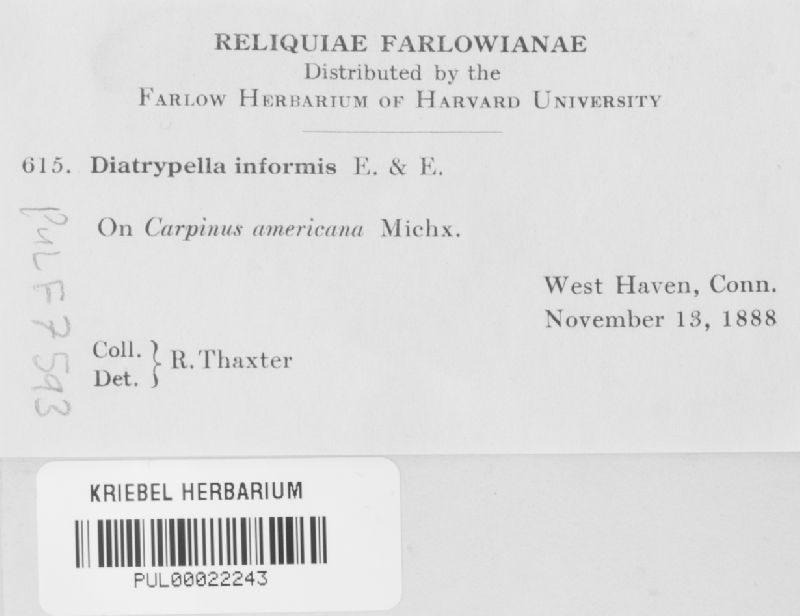 RELIQUIAE FARLOWIANAE
Distributed by the
FARLOW HERBARIUM OF HARVARD UNIVERSITY
615. Diatrypella informis E. & E.
On Carpinus americana Michx.
West Haven, Conn.
November 13, 1888
Coll.
Det. } R. Thaxter
PUL F7593
KRIEBEL HERBARIUM
PUL00022243